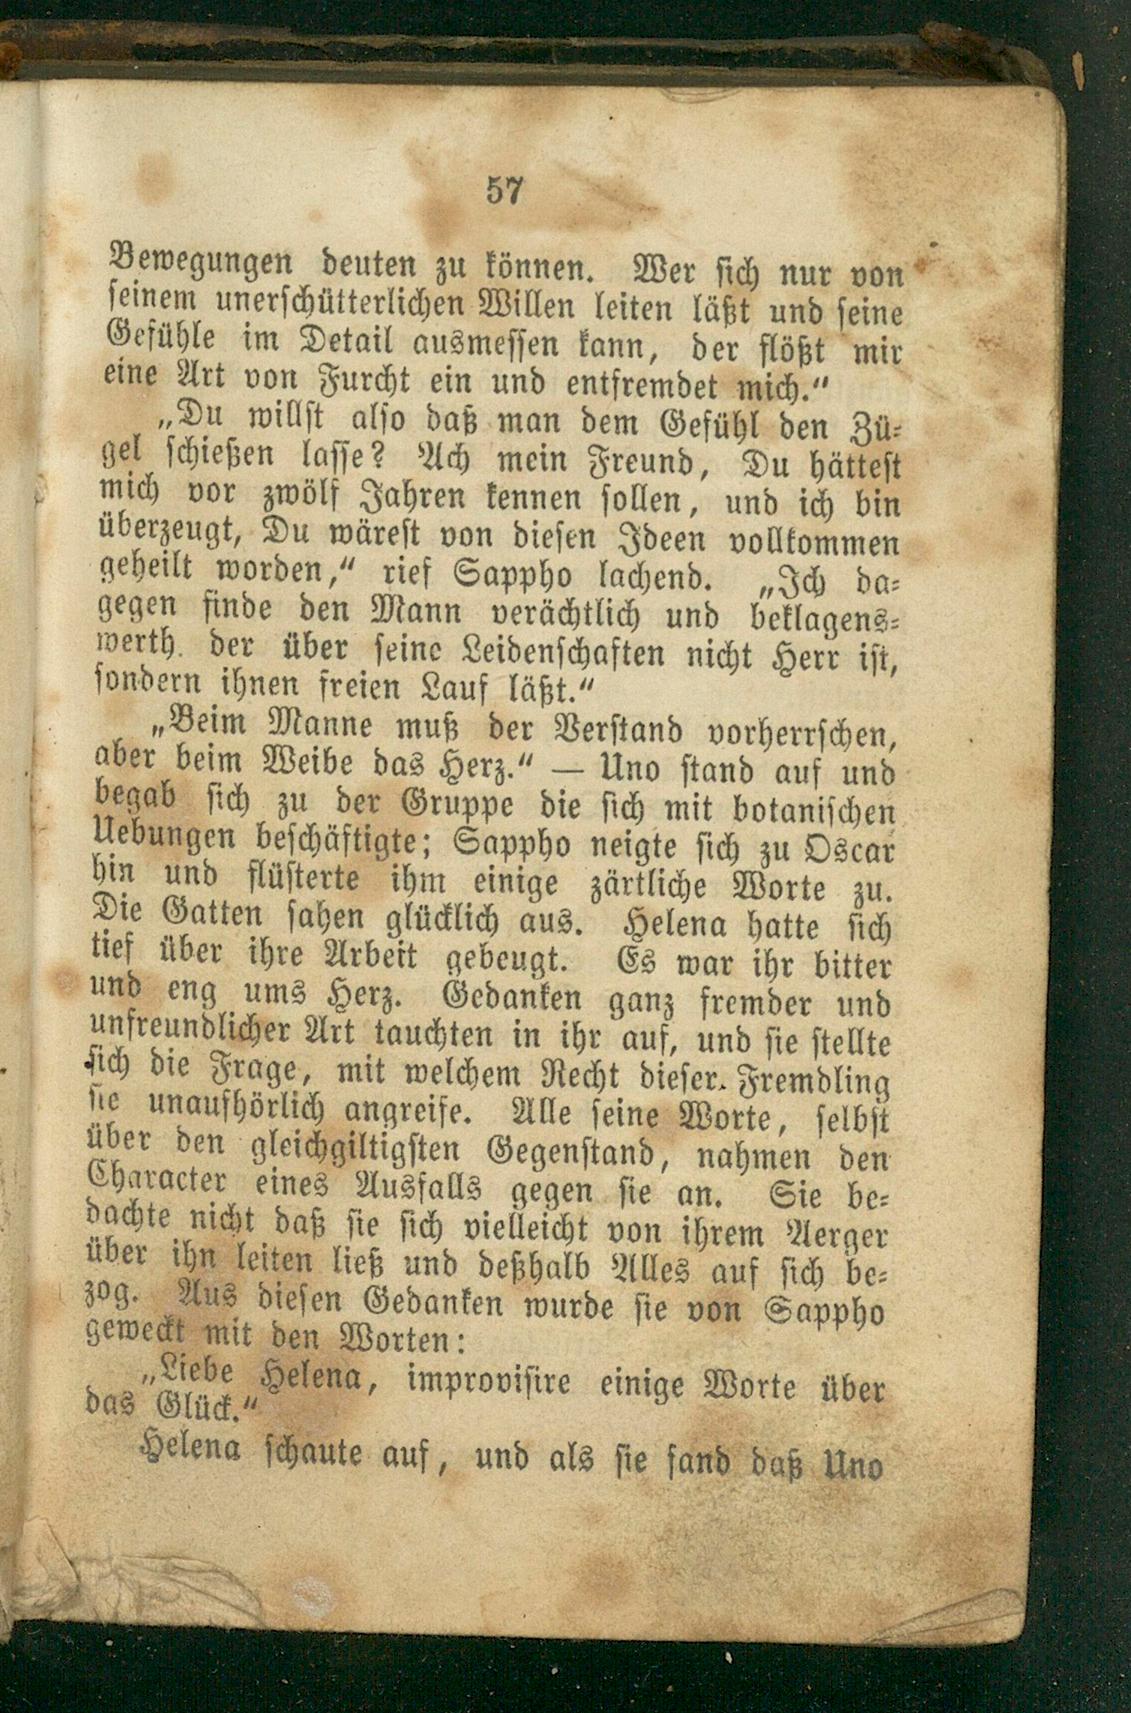 57
Bewegungen deuten zu können. Wer sich nur von
seinem unerschütterlichen Willen leiten läßt und seine
Gefühle im Detail ausmessen kann, der flößt mir
eine Art von Furcht ein und entfremdet mich.“
„Du willst also daß man dem Gefühl den Zü-
gel schießen lasse? Ach mein Freund, Du hättest
mich vor zwölf Jahren kennen sollen, und ich bin
überzeugt, Du wärest von diesen Ideen vollkommen
geheilt worden,“ rief Sappho lachend. „Ich da-
gegen finde den Mann verächtlich und beklagens-
werth. der über seine Leidenschaften nicht Herr ist,
sondern ihnen freien Lauf läßt.“
„Beim Manne muß der Verstand vorherrschen,
aber beim Weibe das Herz.“ — Uno stand auf und
begab sich zu der Gruppe die sich mit botanischen
Uebungen beschäftigte; Sappho neigte sich zu Oscar
hin und flüsterte ihm einige zärtliche Worte zu.
Die Gatten sahen glücklich aus. Helena hatte sich
tief über ihre Arbeit gebeugt. Es war ihr bitter
und eng ums Herz. Gedanken ganz fremder und
unfreundlicher Art tauchten in ihr auf, und sie stellte
sich die Frage, mit welchem Recht dieser. Fremdling
sie unaufhörlich angreife. Alle seine Worte, selbst
über den gleichgiltigsten Gegenstand, nahmen den
Character eines Ausfalls gegen sie an. Sie be-
dachte nicht daß sie sich vielleicht von ihrem Aerger
über ihn leiten ließ und deßhalb Alles auf sich be-
zog. Aus diesen Gedanken wurde sie von Sappho
geweckt mit den Worten:
„Liebe Helena, improvisire einige Worte über
das Glück.“
Helena schaute auf, und als sie fand daß Uno